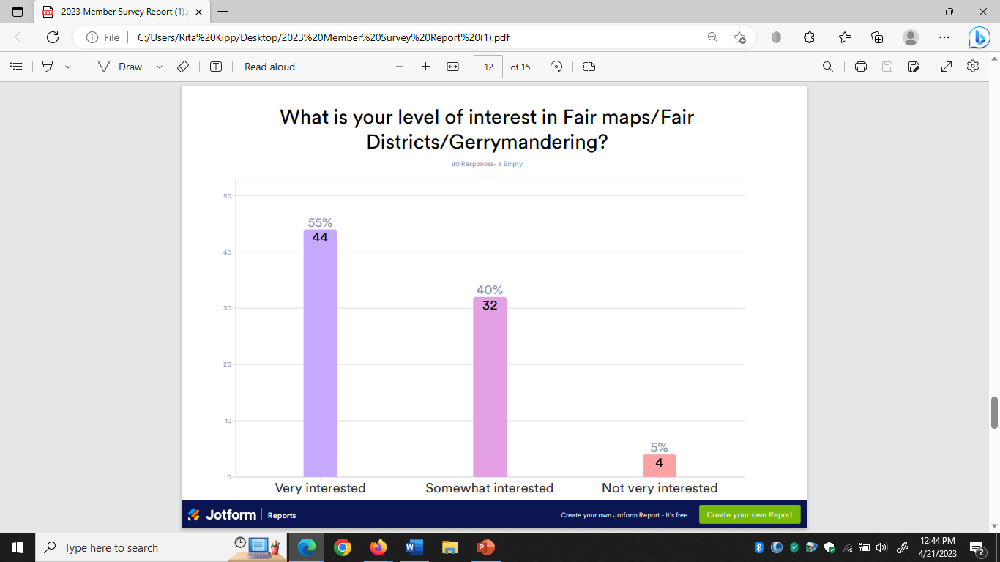 2023 Member Survey Report (1).p
File
C:/Users/Rita%20Kipp/Desktop/2023%20Member%20Survey%20Report%20(1).pdf
Draw
Read aloud
12
of 15
What is your level of interest in Fair maps/Fair
Districts/Gerrymandering?
80 Responses- 3 Empty
50
40
30
20
10
0
55%
44
40%
32
5%
4
Very interested
Somewhat interested
Not very interested
Jotform
Reports
Create your own Jotform Report - It's free
Create your own Report
Type here to search
12:44 PM
4/21/2023
2